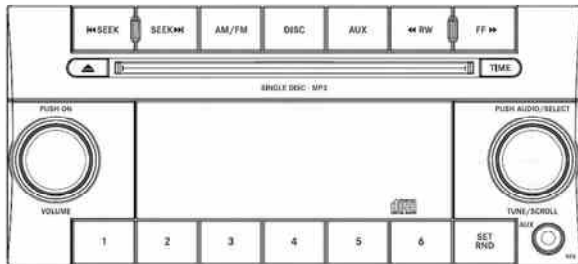 SEEK SEEK AM/FM DISC AUX RW FF
TIME
SINGLE DISC - MP3
PUSH ON PUSH AUDIO/SELECT
VOLUME TUNE/SCROLL
AUX
1 2 3 4 5 6 SET
RND